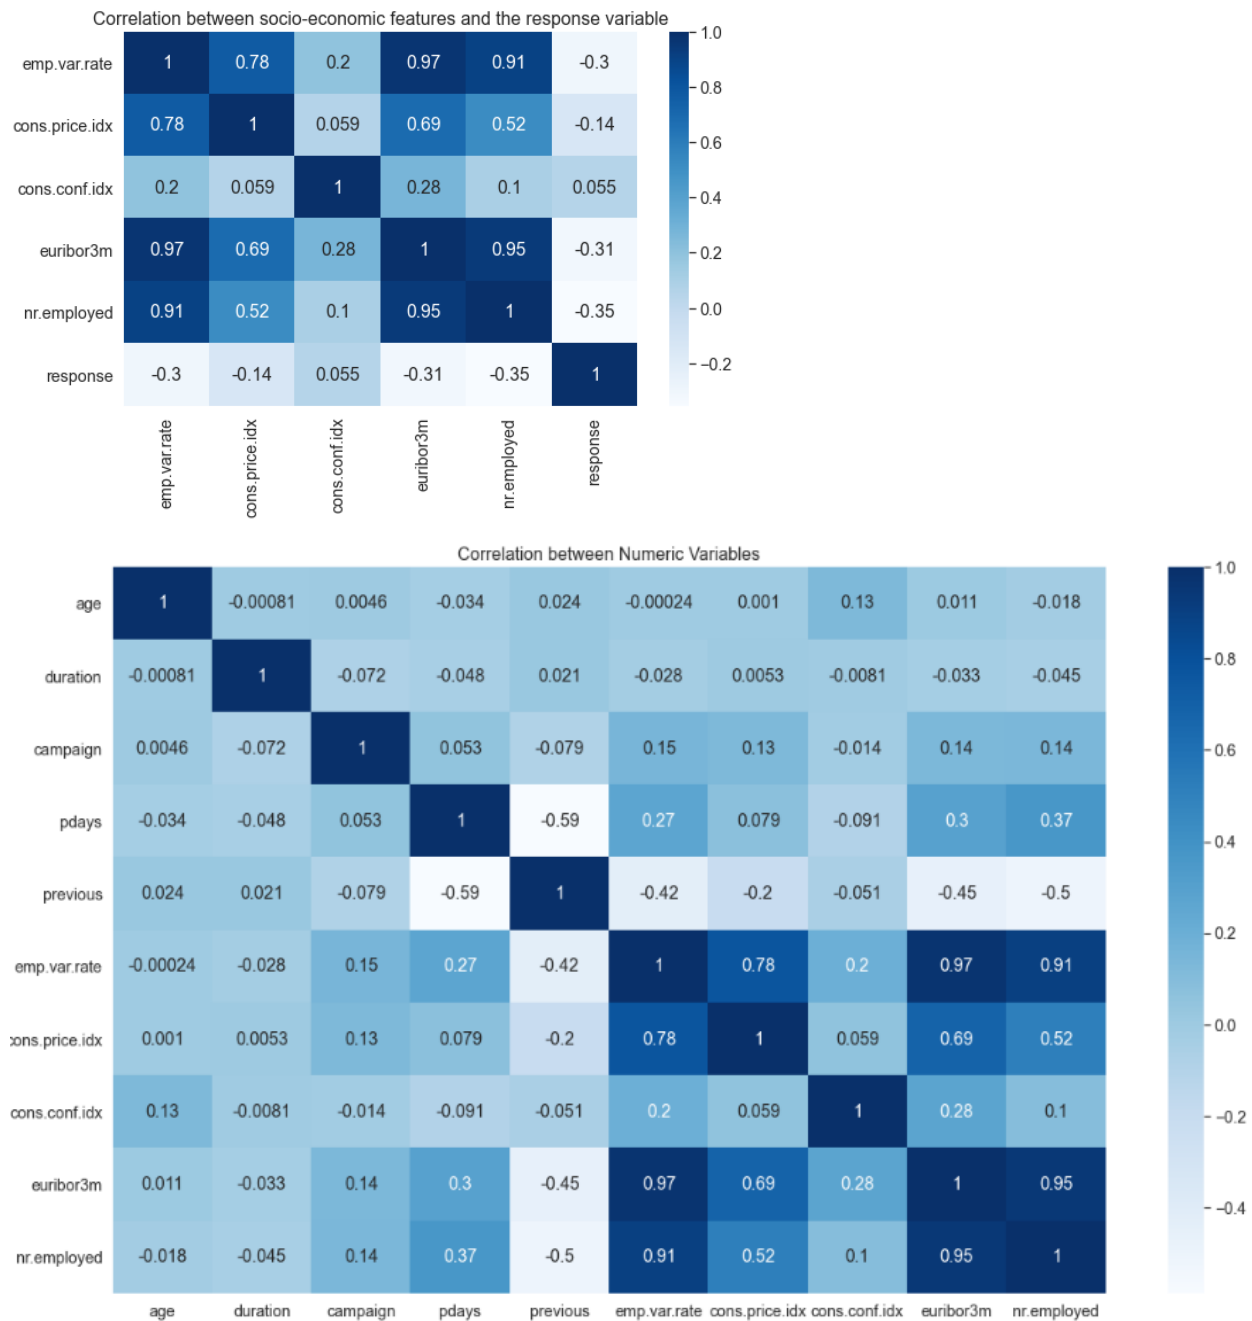 Correlation between socio-economic features and the response variable
emp.var.rate 1 0.78 0.2 0.97 0.91 -0.3
cons.price.idx 0.78 1 0.059 0.69 0.52 -0.14
cons.conf.idx 0.2 0.059 1 0.28 0.1 0.055
euribor3m 0.97 0.69 0.28 1 0.95 -0.31
nr.employed 0.91 0.52 0.1 0.95 1 -0.35
response -0.3 -0.14 0.055 -0.31 -0.35 1
emp.var.rate cons.price.idx cons.conf.idx euribor3m nr.employed response
1.0
0.8
0.6
0.4
0.2
0.0
−0.2
Correlation between Numeric Variables
age 1 -0.00081 0.0046 -0.034 0.024 -0.00024 0.001 0.13 0.011 -0.018
duration -0.00081 1 -0.072 -0.048 0.021 -0.028 0.0053 -0.0081 -0.033 -0.045
campaign 0.0046 -0.072 1 0.053 -0.079 0.15 0.13 -0.014 0.14 0.14
pdays -0.034 -0.048 0.053 1 -0.59 0.27 0.079 -0.091 0.3 0.37
previous 0.024 0.021 -0.079 -0.59 1 -0.42 -0.2 -0.051 -0.45 -0.5
emp.var.rate -0.00024 -0.028 0.15 0.27 -0.42 1 0.78 0.2 0.97 0.91
cons.price.idx 0.001 0.0053 0.13 0.079 -0.2 0.78 1 0.059 0.69 0.52
cons.conf.idx 0.13 -0.0081 -0.014 -0.091 -0.051 0.2 0.059 1 0.28 0.1
euribor3m 0.011 -0.033 0.14 0.3 -0.45 0.97 0.69 0.28 1 0.95
nr.employed -0.018 -0.045 0.14 0.37 -0.5 0.91 0.52 0.1 0.95 1
age duration campaign pdays previous emp.var.rate cons.price.idx cons.conf.idx euribor3m nr.employed
1.0
0.8
0.6
0.4
0.2
0.0
−0.2
−0.4